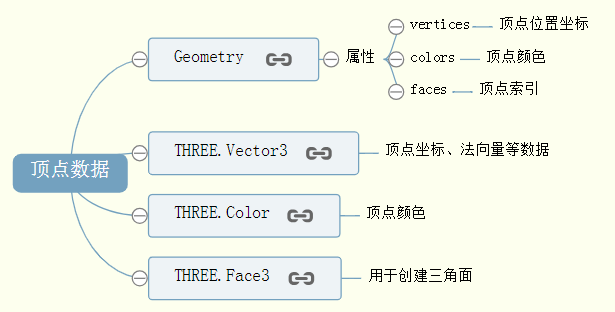 顶点数据
Geometry
属性
vertices
顶点位置坐标
colors
顶点颜色
faces
顶点索引
THREE.Vector3
顶点坐标、法向量等数据
THREE.Color
顶点颜色
THREE.Face3
用于创建三角面